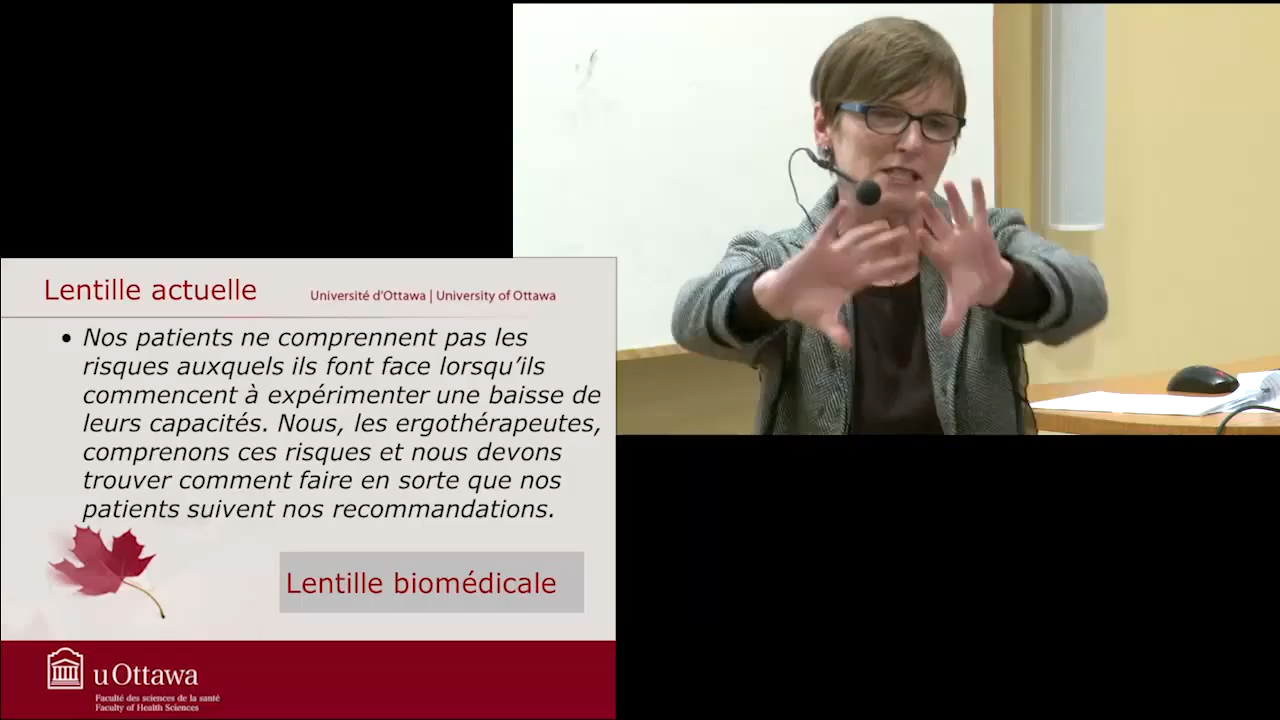 Lentille actuelle
Université d'Ottawa | University of Ottawa
• Nos patients ne comprennent pas les
risques auxquels ils font face lorsqu'ils
commencent à expérimenter une baisse de
leurs capacités. Nous, les ergothérapeutes,
comprenons ces risques et nous devons
trouver comment faire en sorte que nos
patients suivent nos recommandations.
Lentille biomédicale
uOttawa
Faculté des sciences de la santé
Faculty of Health Sciences